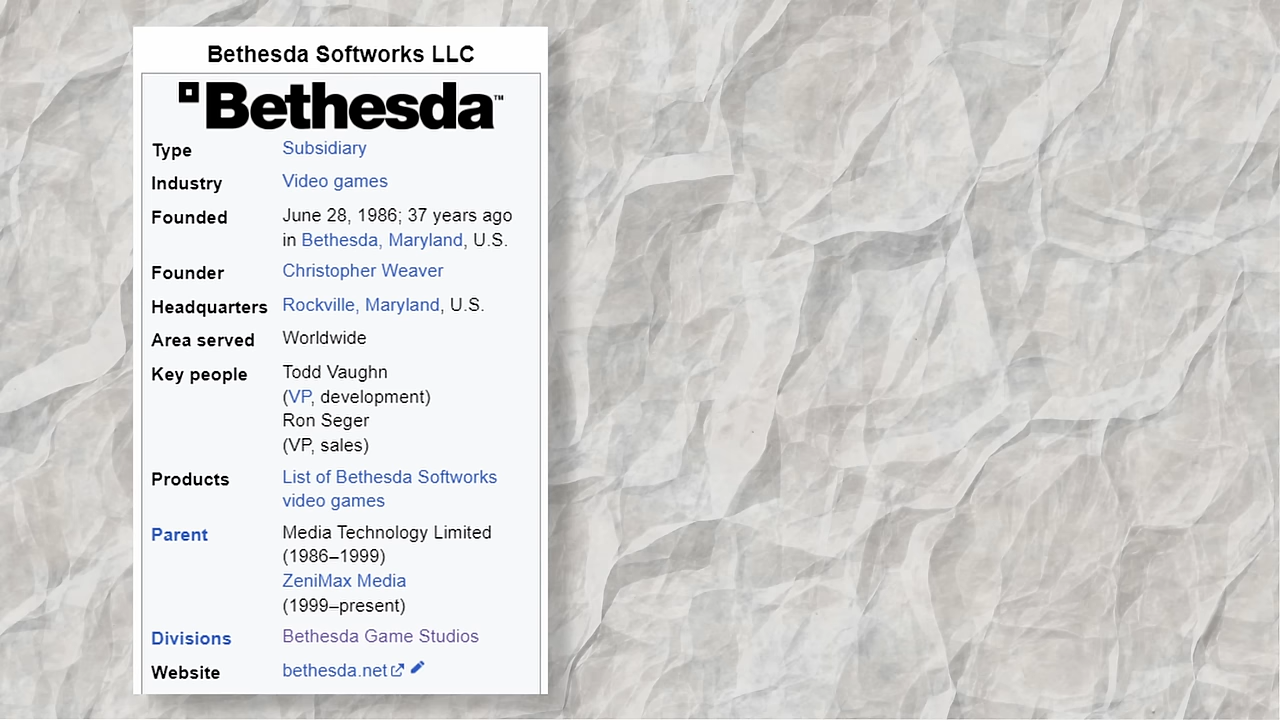 Bethesda Softworks LLC
Bethesda™
Type Subsidiary
Industry Video games
Founded June 28, 1986; 37 years ago
in Bethesda, Maryland, U.S.
Founder Christopher Weaver
Headquarters Rockville, Maryland, U.S.
Area served Worldwide
Key people Todd Vaughn
(VP, development)
Ron Seger
(VP, sales)
Products List of Bethesda Softworks
video games
Parent Media Technology Limited
(1986–1999)
ZeniMax Media
(1999–present)
Divisions Bethesda Game Studios
Website bethesda.net